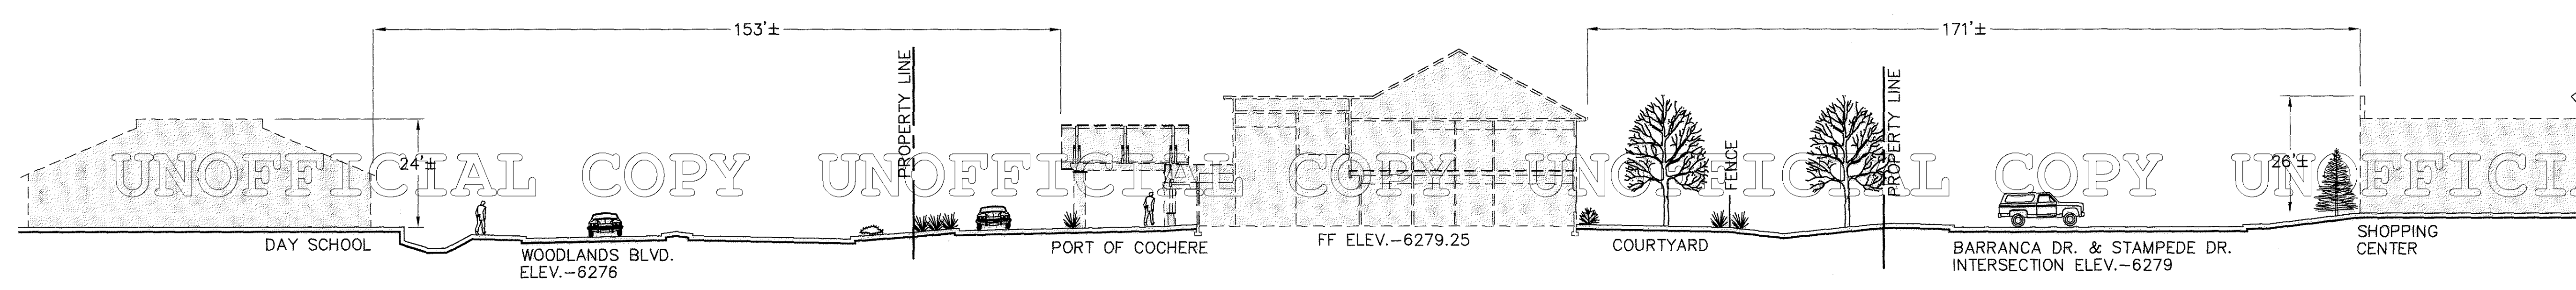 153'±
171'±
PROPERTY LINE
PROPERTY LINE
24'±
26'±
FENCE
UNOFFICIAL COPY UNOFFICIAL COPY UNOFFICIAL COPY UNOFFICI
DAY SCHOOL
WOODLANDS BLVD.
ELEV.-6276
PORT OF COCHERE
FF ELEV.-6279.25
COURTYARD
BARRANCA DR. & STAMPEDE DR.
INTERSECTION ELEV.-6279
SHOPPING
CENTER